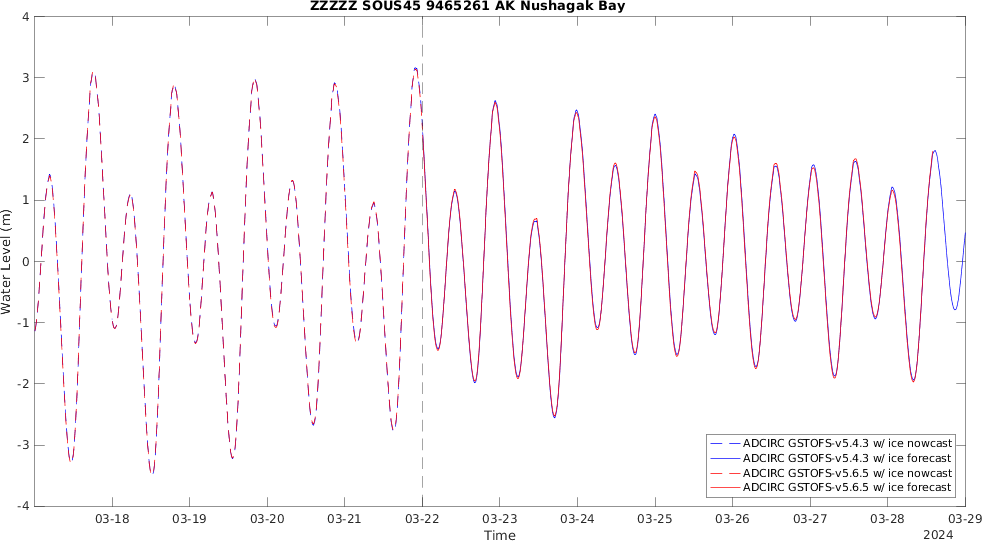 ZZZZZ SOUS45 9465261 AK Nushagak Bay
4
3
2
1
0
-1
-2
-3
-4
Water Level (m)
ADCIRC GSTOFS-v5.4.3 w/ ice nowcast
ADCIRC GSTOFS-v5.4.3 w/ ice forecast
ADCIRC GSTOFS-v5.6.5 w/ ice nowcast
ADCIRC GSTOFS-v5.6.5 w/ ice forecast
03-18 03-19 03-20 03-21 03-22 03-23 03-24 03-25 03-26 03-27 03-28 03-29
Time
2024